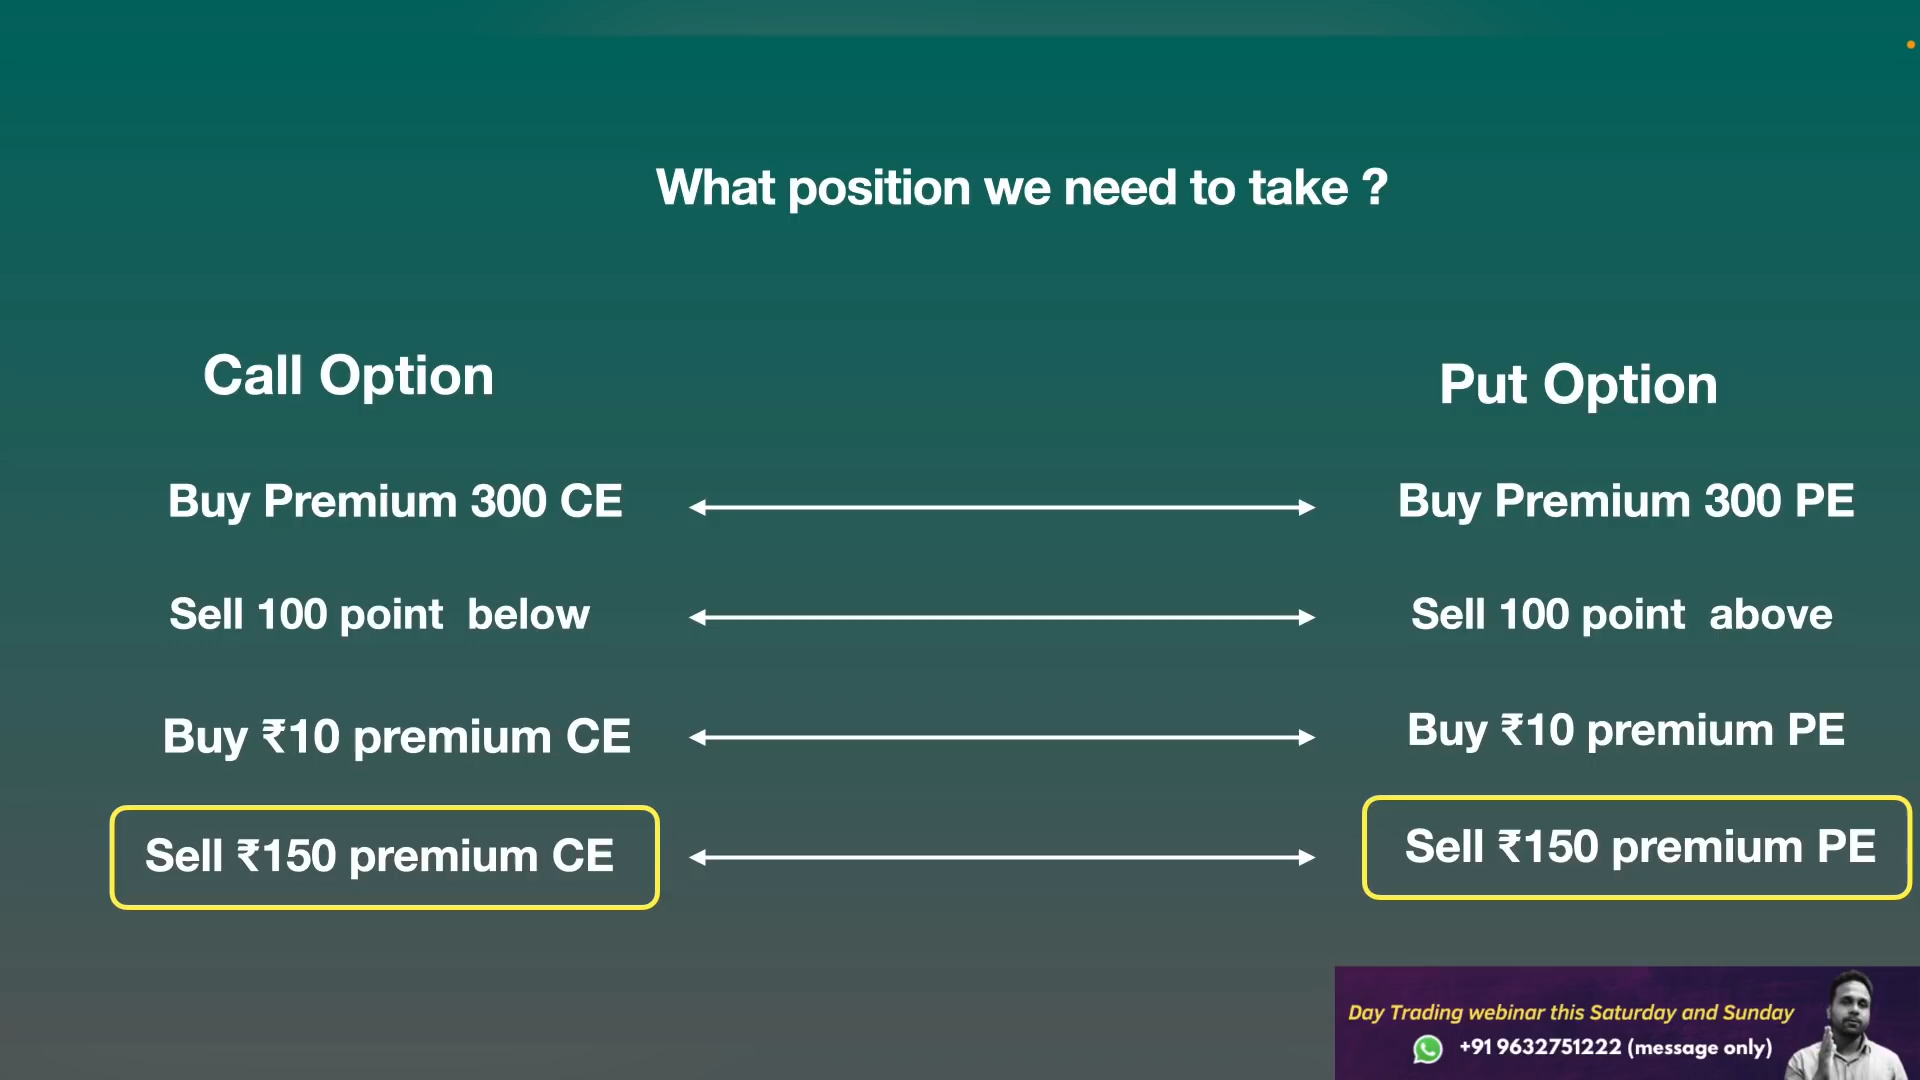 What position we need to take ?
Call Option
Put Option
Buy Premium 300 CE
Buy Premium 300 PE
Sell 100 point below
Sell 100 point above
Buy ₹10 premium CE
Buy ₹10 premium PE
Sell ₹150 premium CE
Sell ₹150 premium PE
Day Trading webinar this Saturday and Sunday
+91 9632751222 (message only)